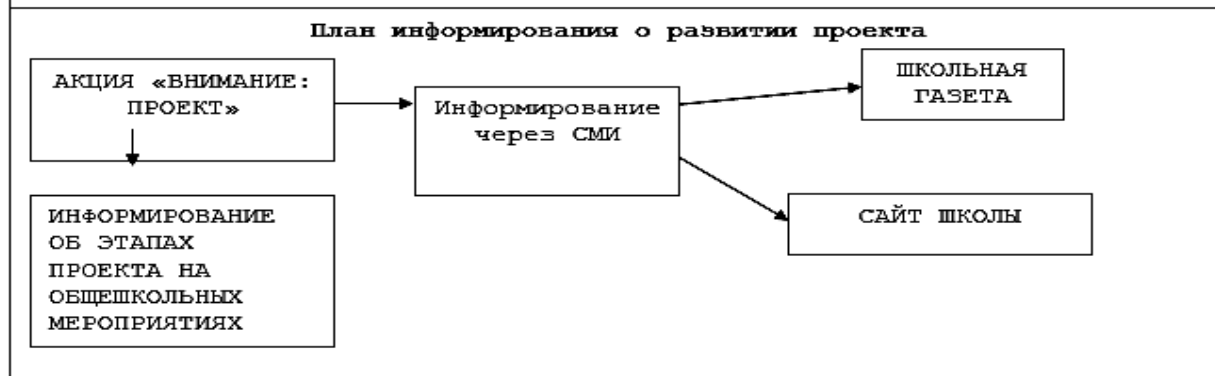 План информирования о развитии проекта
АКЦИЯ «ВНИМАНИЕ:
ПРОЕКТ»
Информирование
через СМИ
ШКОЛЬНАЯ
ГАЗЕТА
САЙТ ШКОЛЫ
ИНФОРМИРОВАНИЕ
ОБ ЭТАПАХ
ПРОЕКТА НА
ОБЩЕШКОЛЬНЫХ
МЕРОПРИЯТИЯХ